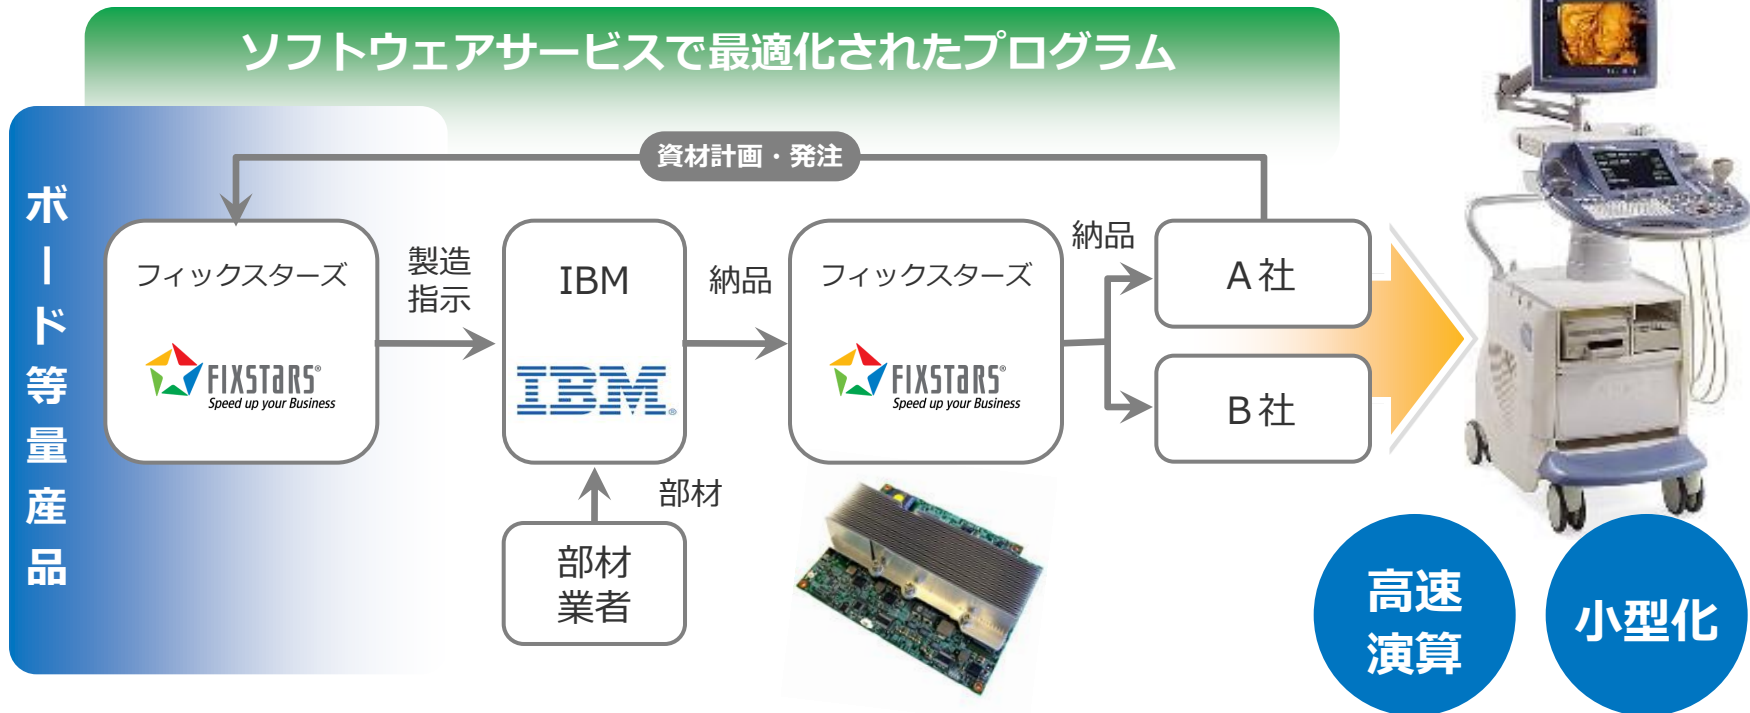 ソフトウェアサービスで最適化されたプログラム
ボード等量産品
資材計画・発注
フィックスターズ
FIXSTARS®
Speed up your Business
製造
指示
IBM
IBM®
納品
フィックスターズ
FIXSTARS®
Speed up your Business
納品
A社
B社
部材
部材
業者
高速
演算
小型化